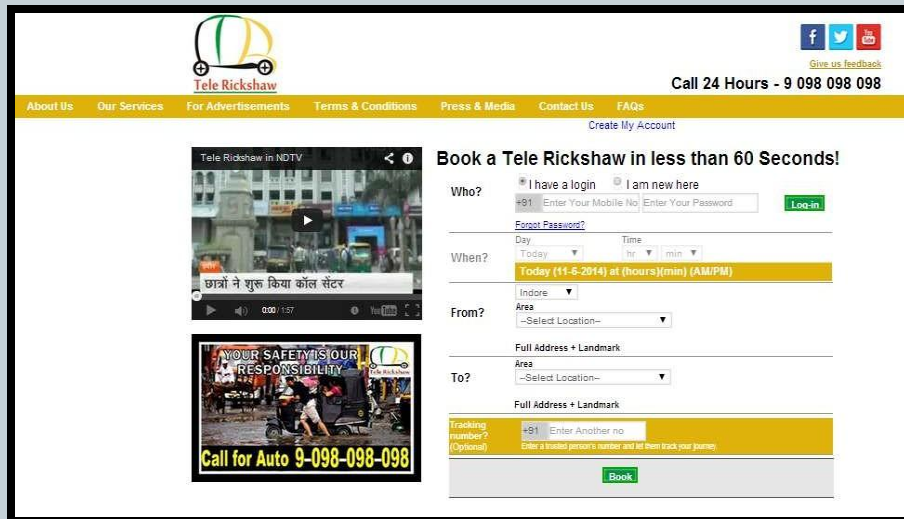 Tele Rickshaw
f
You Tube
Give us feedback
Call 24 Hours - 9 098 098 098
About Us Our Services For Advertisements Terms & Conditions Press & Media Contact Us FAQs
Create My Account
Tele Rickshaw in NDTV
इंदौर
छात्रों ने शुरू किया कॉल सेंटर
0:00 / 1:57
YouTube
YOUR SAFETY IS OUR
RESPONSIBILITY
Tele Rickshaw
Call for Auto 9-098-098-098
Book a Tele Rickshaw in less than 60 Seconds!
Who?
I have a login I am new here
+91 Enter Your Mobile No Enter Your Password Log-in
Forgot Password?
Day Time
When? Today hr min
Today (11-6-2014) at (hours)(min) (AM/PM)
Indore
From?
Area
--Select Location--
Full Address + Landmark
To?
Area
--Select Location--
Full Address + Landmark
Tracking
number?
(Optional)
+91 Enter Another no
Enter a trusted person's number and let them track your journey.
Book